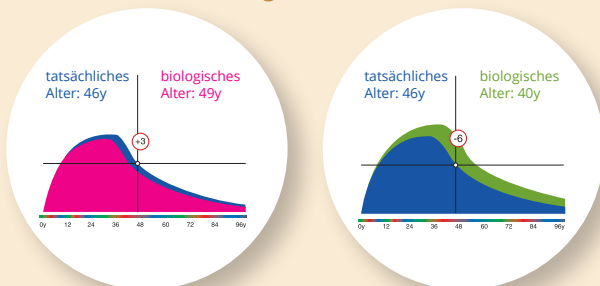 tatsächliches
Alter: 46y
biologisches
Alter: 49y
+3
0y 12 24 36 48 60 72 84 96y
tatsächliches
Alter: 46y
biologisches
Alter: 40y
-6
0y 12 24 36 48 60 72 84 96y